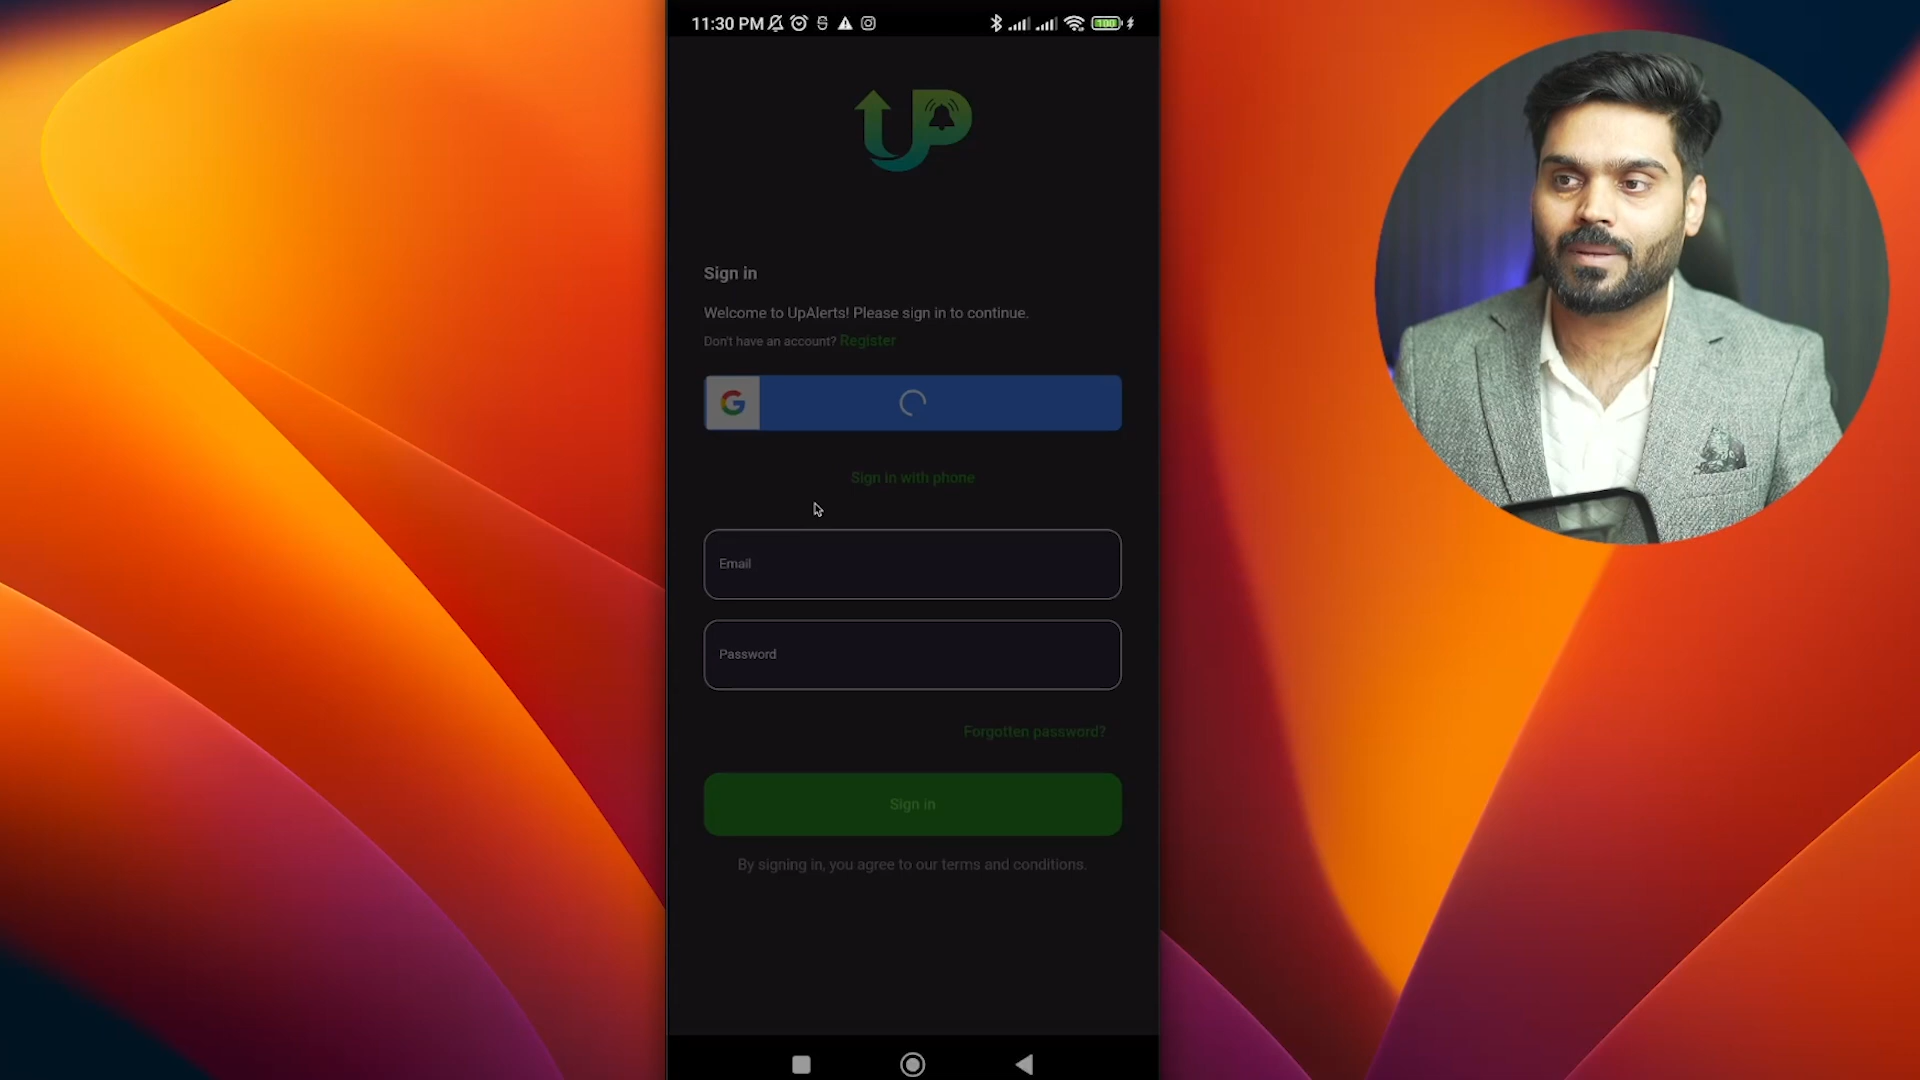 11:30 PM
100
UP
Sign in
Welcome to UpAlerts! Please sign in to continue.
Don't have an account? Register
G
Sign in with phone
Email
Password
Forgotten password?
Sign in
By signing in, you agree to our terms and conditions.